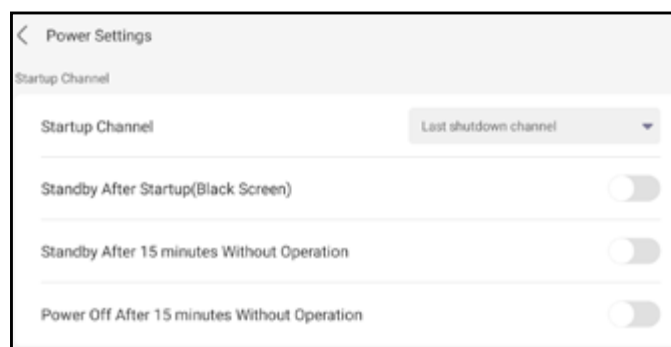 Power Settings
Startup Channel
Startup Channel
Last shutdown channel
Standby After Startup(Black Screen)
Standby After 15 minutes Without Operation
Power Off After 15 minutes Without Operation